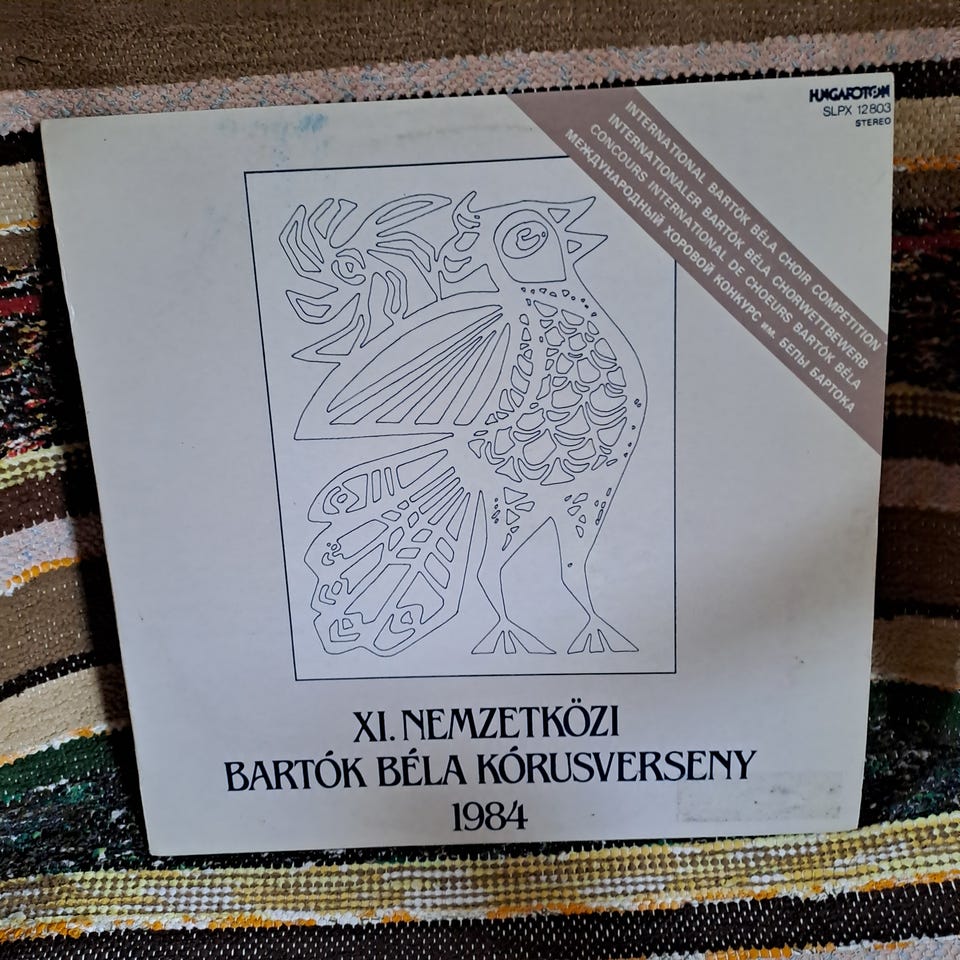 HUNGAROTON
SLPX 12803
STEREO
INTERNATIONAL BARTÓK BÉLA CHOIR COMPETITION
INTERNATIONALER BARTÓK BÉLA CHORWETTBEWERB
CONCOURS INTERNATIONAL DE CHOEURS BARTÓK BÉLA
МЕЖДУНАРОДНЫЙ ХОРОВОЙ КОНКУРС им. БЕЛЫ БАРТОКА
XI. NEMZETKÖZI
BARTÓK BÉLA KÓRUSVERSENY
1984